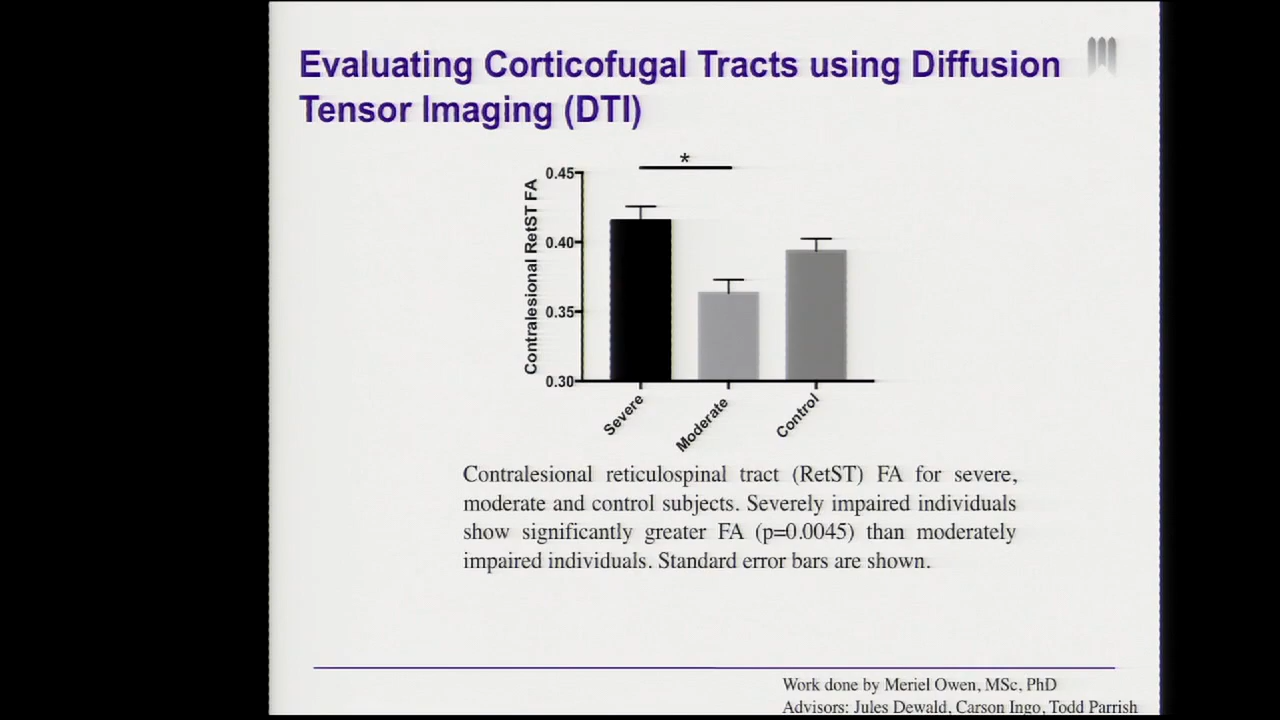 Evaluating Corticofugal Tracts using Diffusion
Tensor Imaging (DTI)
*
Contralesional RetST FA
0.45
0.40
0.35
0.30
Severe
Moderate
Control
Contralesional reticulospinal tract (RetST) FA for severe,
moderate and control subjects. Severely impaired individuals
show significantly greater FA (p=0.0045) than moderately
impaired individuals. Standard error bars are shown.
Work done by Meriel Owen, MSc, PhD
Advisors: Jules Dewald, Carson Ingo, Todd Parrish